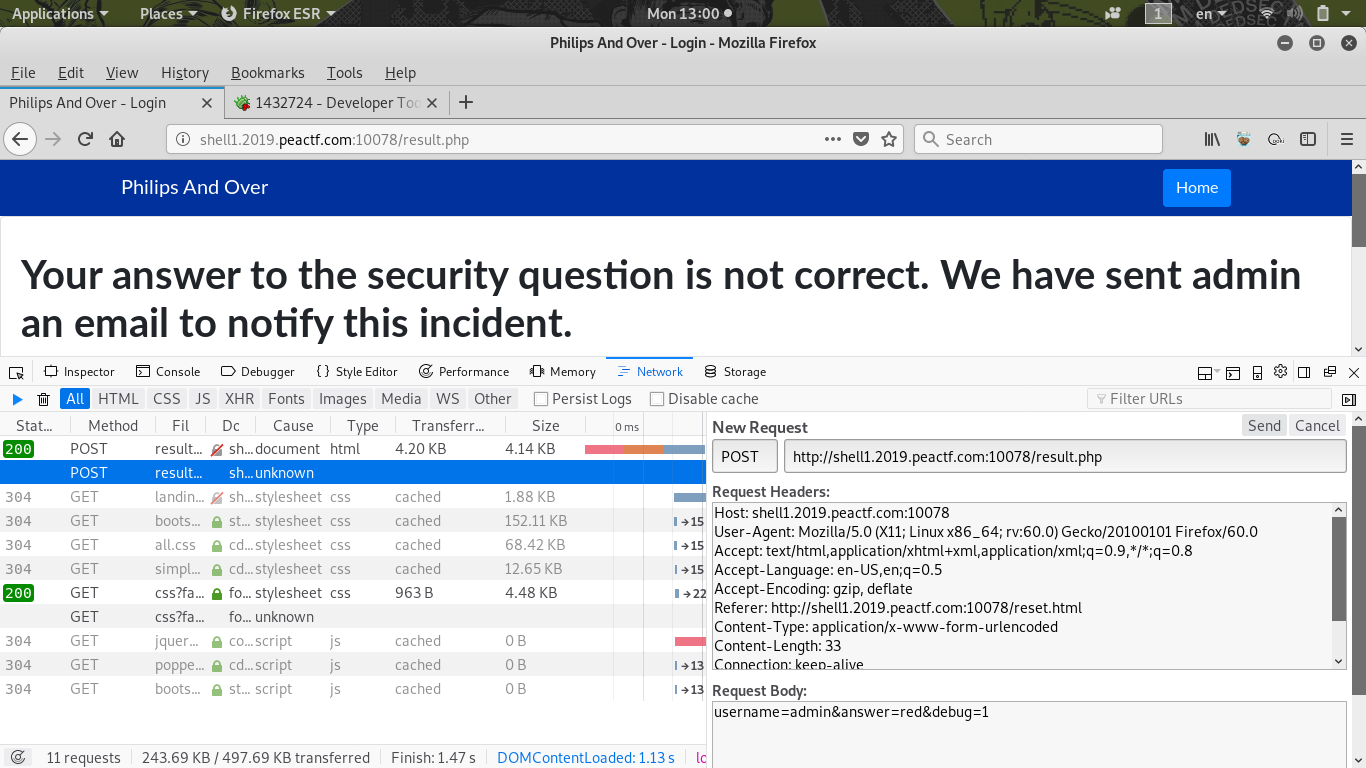 Applications Places Firefox ESR Mon 13:00 1 en
Philips And Over - Login - Mozilla Firefox
File Edit View History Bookmarks Tools Help
Philips And Over - Login 1432724 - Developer Too
shell1.2019.peactf.com:10078/result.php Search
Philips And Over Home
Your answer to the security question is not correct. We have sent admin
an email to notify this incident.
Inspector Console Debugger {} Style Editor Performance Memory Network Storage
All HTML CSS JS XHR Fonts Images Media WS Other Persist Logs Disable cache Filter URLs
Stat... Method Fil Dc Cause Type Transferr... Size 0 ms
200 POST result... sh... document html 4.20 KB 4.14 KB
POST result... sh... unknown
304 GET landin... sh... stylesheet css cached 1.88 KB
304 GET boots... st... stylesheet css cached 152.11 KB → 15
304 GET all.css cd... stylesheet css cached 68.42 KB → 15
304 GET simpl... cd... stylesheet css cached 12.65 KB → 15
200 GET css?fa... fo... stylesheet css 963 B 4.48 KB → 22
GET css?fa... fo... unknown
304 GET jquer... co... script js cached 0 B
304 GET poppe... cd... script js cached 0 B → 13
304 GET boots... st... script js cached 0 B → 13
11 requests 243.69 KB / 497.69 KB transferred Finish: 1.47 s DOMContentLoaded: 1.13 s
New Request Send Cancel
POST http://shell1.2019.peactf.com:10078/result.php
Request Headers:
Host: shell1.2019.peactf.com:10078
User-Agent: Mozilla/5.0 (X11; Linux x86_64; rv:60.0) Gecko/20100101 Firefox/60.0
Accept: text/html,application/xhtml+xml,application/xml;q=0.9,*/*;q=0.8
Accept-Language: en-US,en;q=0.5
Accept-Encoding: gzip, deflate
Referer: http://shell1.2019.peactf.com:10078/reset.html
Content-Type: application/x-www-form-urlencoded
Content-Length: 33
Connection: keep-alive
Request Body:
username=admin&answer=red&debug=1